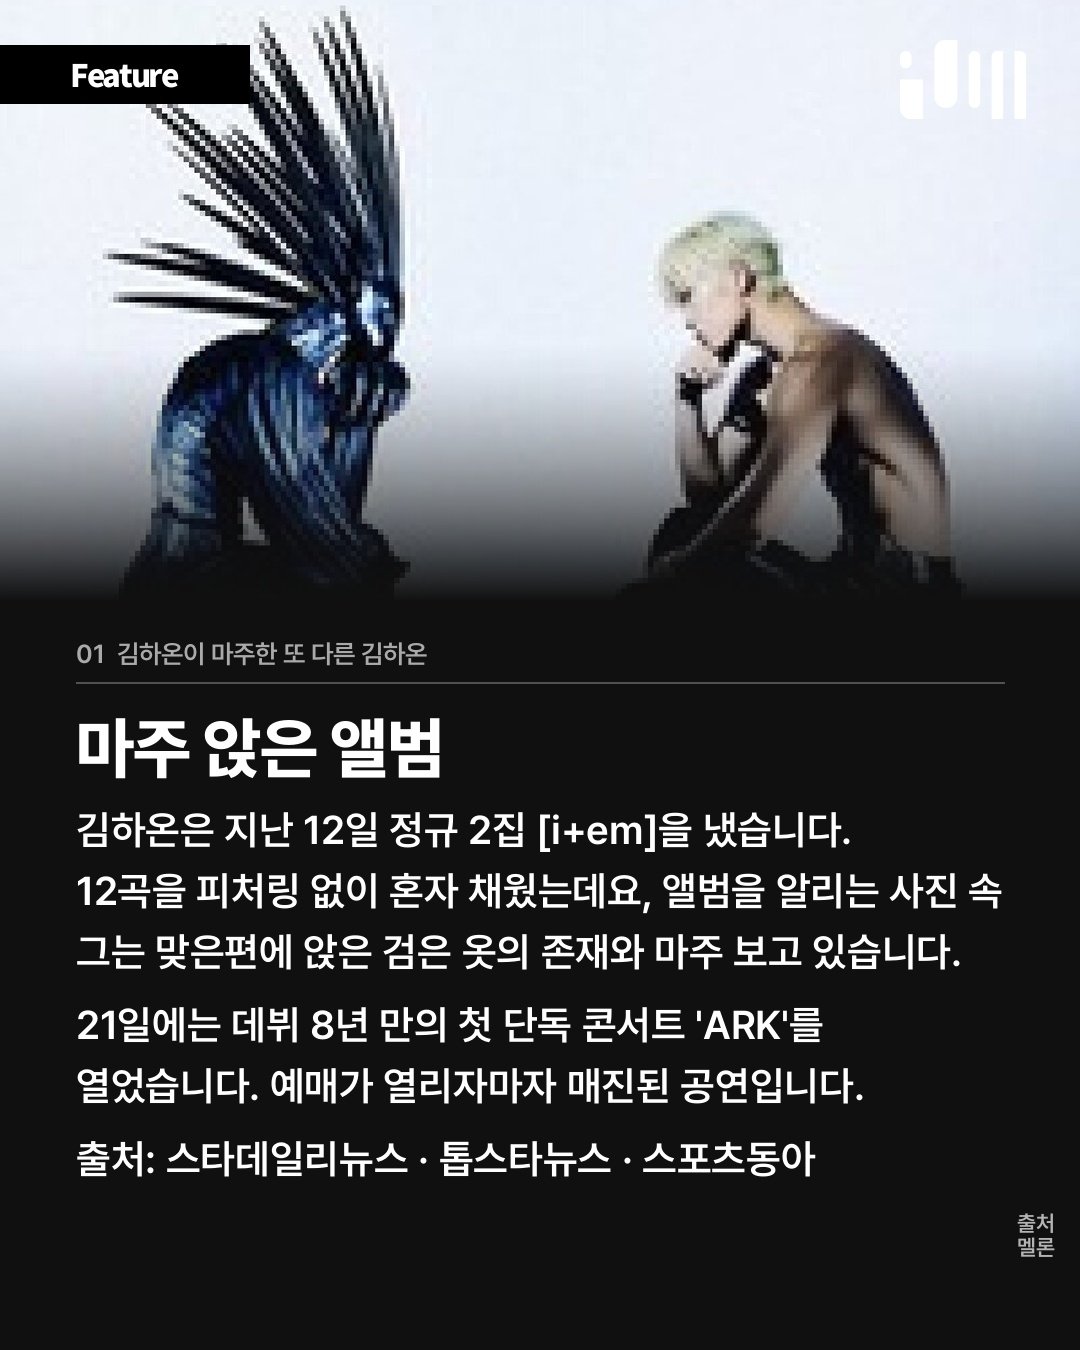 Feature
01 김하온이 마주한 또 다른 김하온
마주 앉은 앨범
김하온은 지난 12일 정규 2집 [i+em]을 냈습니다.
12곡을 피처링 없이 혼자 채웠는데요, 앨범을 알리는 사진 속
그는 맞은편에 앉은 검은 옷의 존재와 마주 보고 있습니다.
21일에는 데뷔 8년 만의 첫 단독 콘서트 'ARK'를
열었습니다. 예매가 열리자마자 매진된 공연입니다.
출처: 스타데일리뉴스 · 톱스타뉴스 · 스포츠동아
출처
멜론